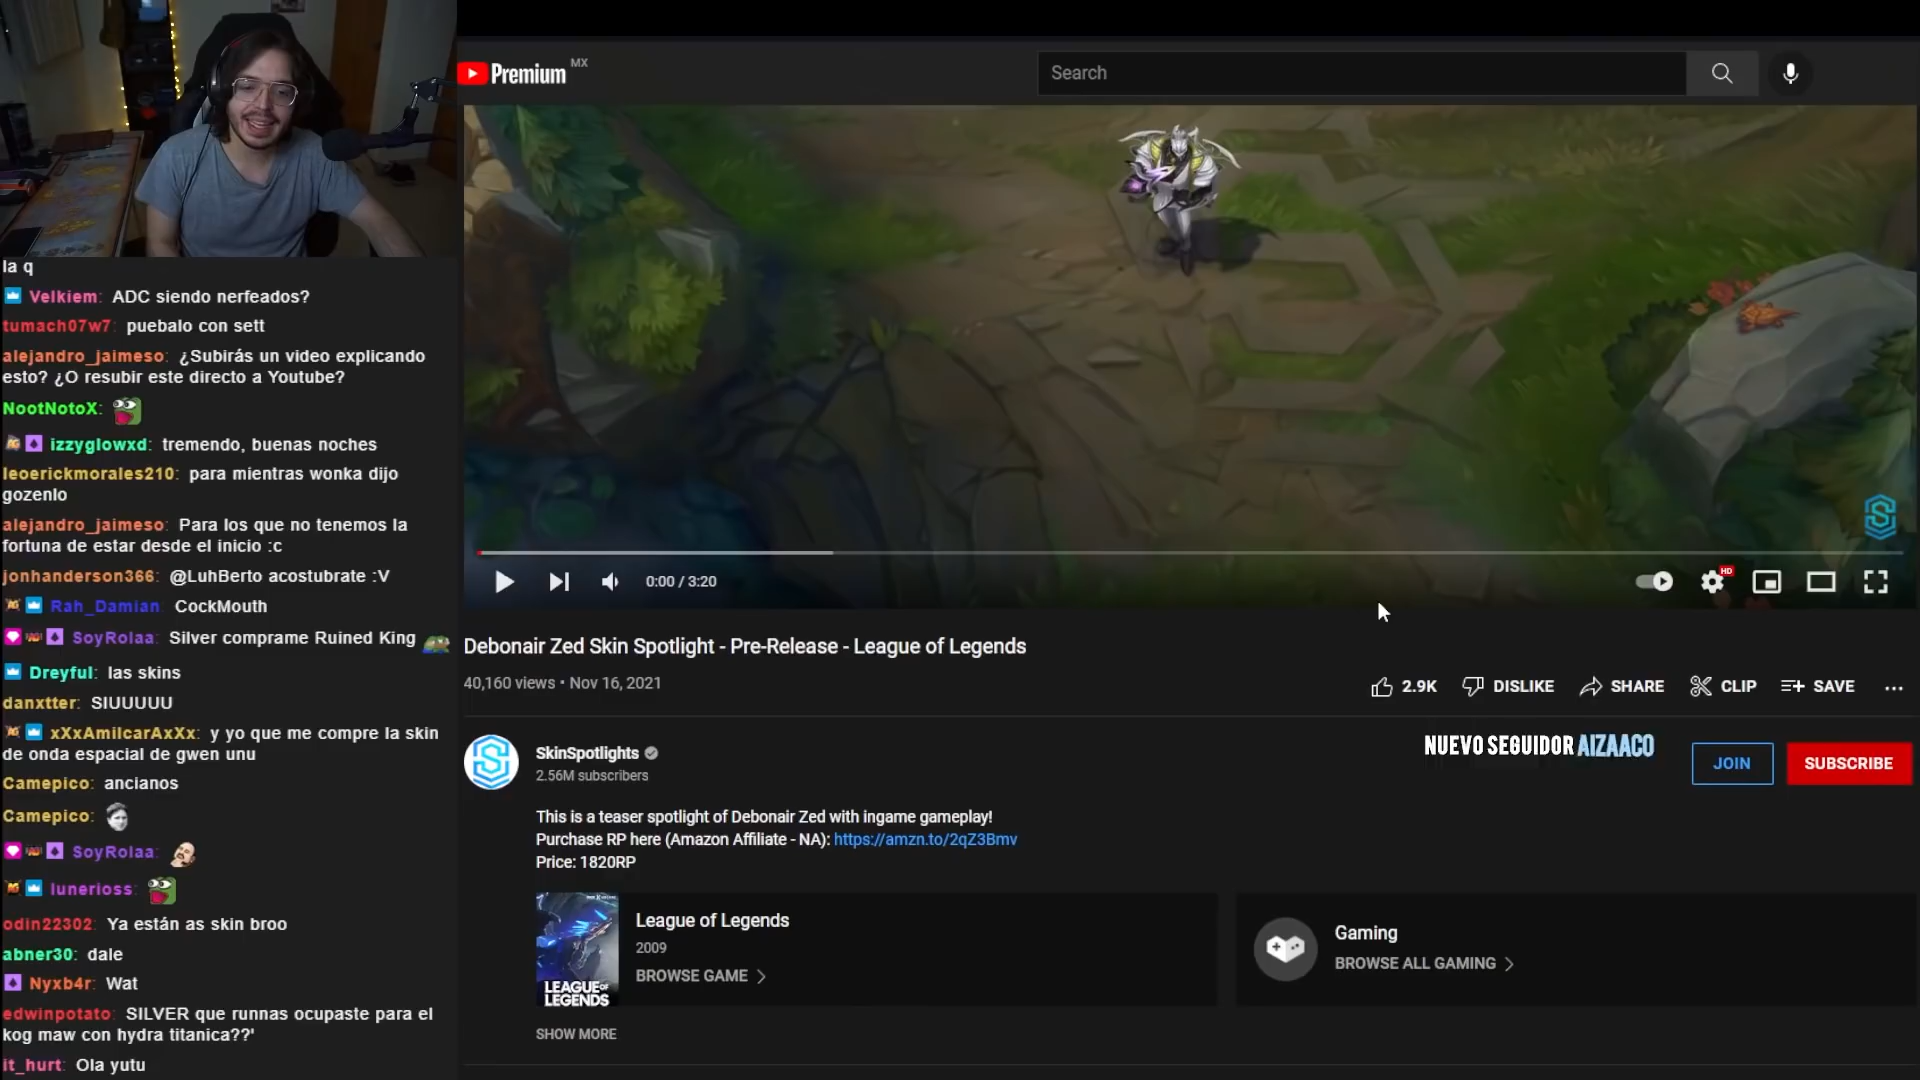 la q
Velkiem: ADC siendo nerfeados?
tumach07w7: puebalo con sett
alejandro_jaimeso: ¿Subirás un video explicando
esto? ¿O resubir este directo a Youtube?
NootNotoX:
izzyglowxd: tremendo, buenas noches
leoerickmorales210: para mientras wonka dijo
gozenlo
alejandro_jaimeso: Para los que no tenemos la
fortuna de estar desde el inicio :c
jonhanderson366: @LuhBerto acostubrate :V
Rah_Damian: CockMouth
SoyRolaa: Silver comprame Ruined King
Dreyful: las skins
danxtter: SIUUUUU
xXxAmilcarAxXx: y yo que me compre la skin
de onda espacial de gwen unu
Camepico: ancianos
Camepico:
SoyRolaa:
lunerioss:
odin22302: Ya están as skin broo
abner30: dale
Nyxb4r: Wat
edwinpotato: SILVER que runnas ocupaste para el
kog maw con hydra titanica??'
it_hurt: Ola yutu
Premium MX
Search
0:00 / 3:20
HD
Debonair Zed Skin Spotlight - Pre-Release - League of Legends
40,160 views • Nov 16, 2021
2.9K DISLIKE SHARE CLIP SAVE ...
SkinSpotlights
2.56M subscribers
NUEVO SEGUIDOR AIZAACO
JOIN
SUBSCRIBE
This is a teaser spotlight of Debonair Zed with ingame gameplay!
Purchase RP here (Amazon Affiliate - NA): https://amzn.to/2qZ3Bmv
Price: 1820RP
LEAGUE OF
LEGENDS
League of Legends
2009
BROWSE GAME
Gaming
BROWSE ALL GAMING
SHOW MORE